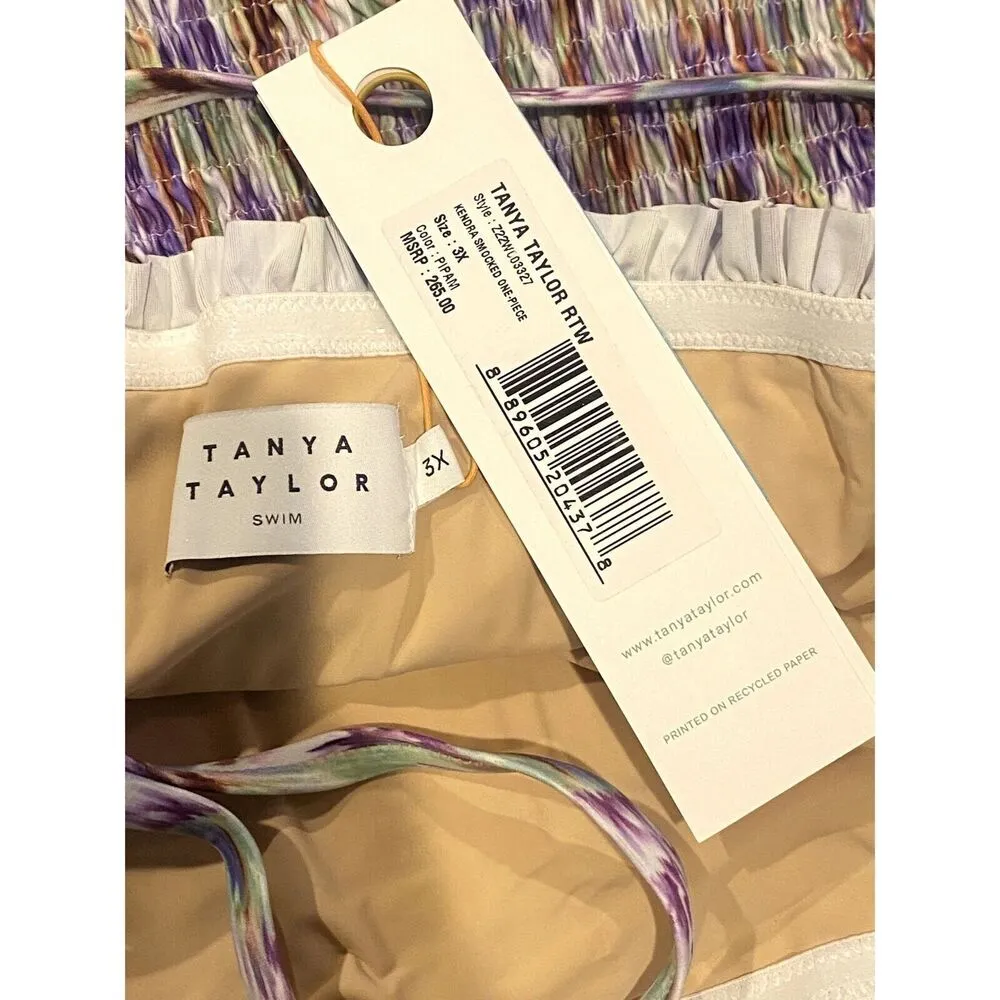 TANYA TAYLOR RTW
Style : Z22WL03327
KENDRA SMOCKED ONE-PIECE
Size : 3X
Color : PIPAM
MSRP : 265.00
8 89605 20437 8
www.tanyataylor.com
@tanyataylor
PRINTED ON RECYCLED PAPER
TANYA
TAYLOR
SWIM
3X